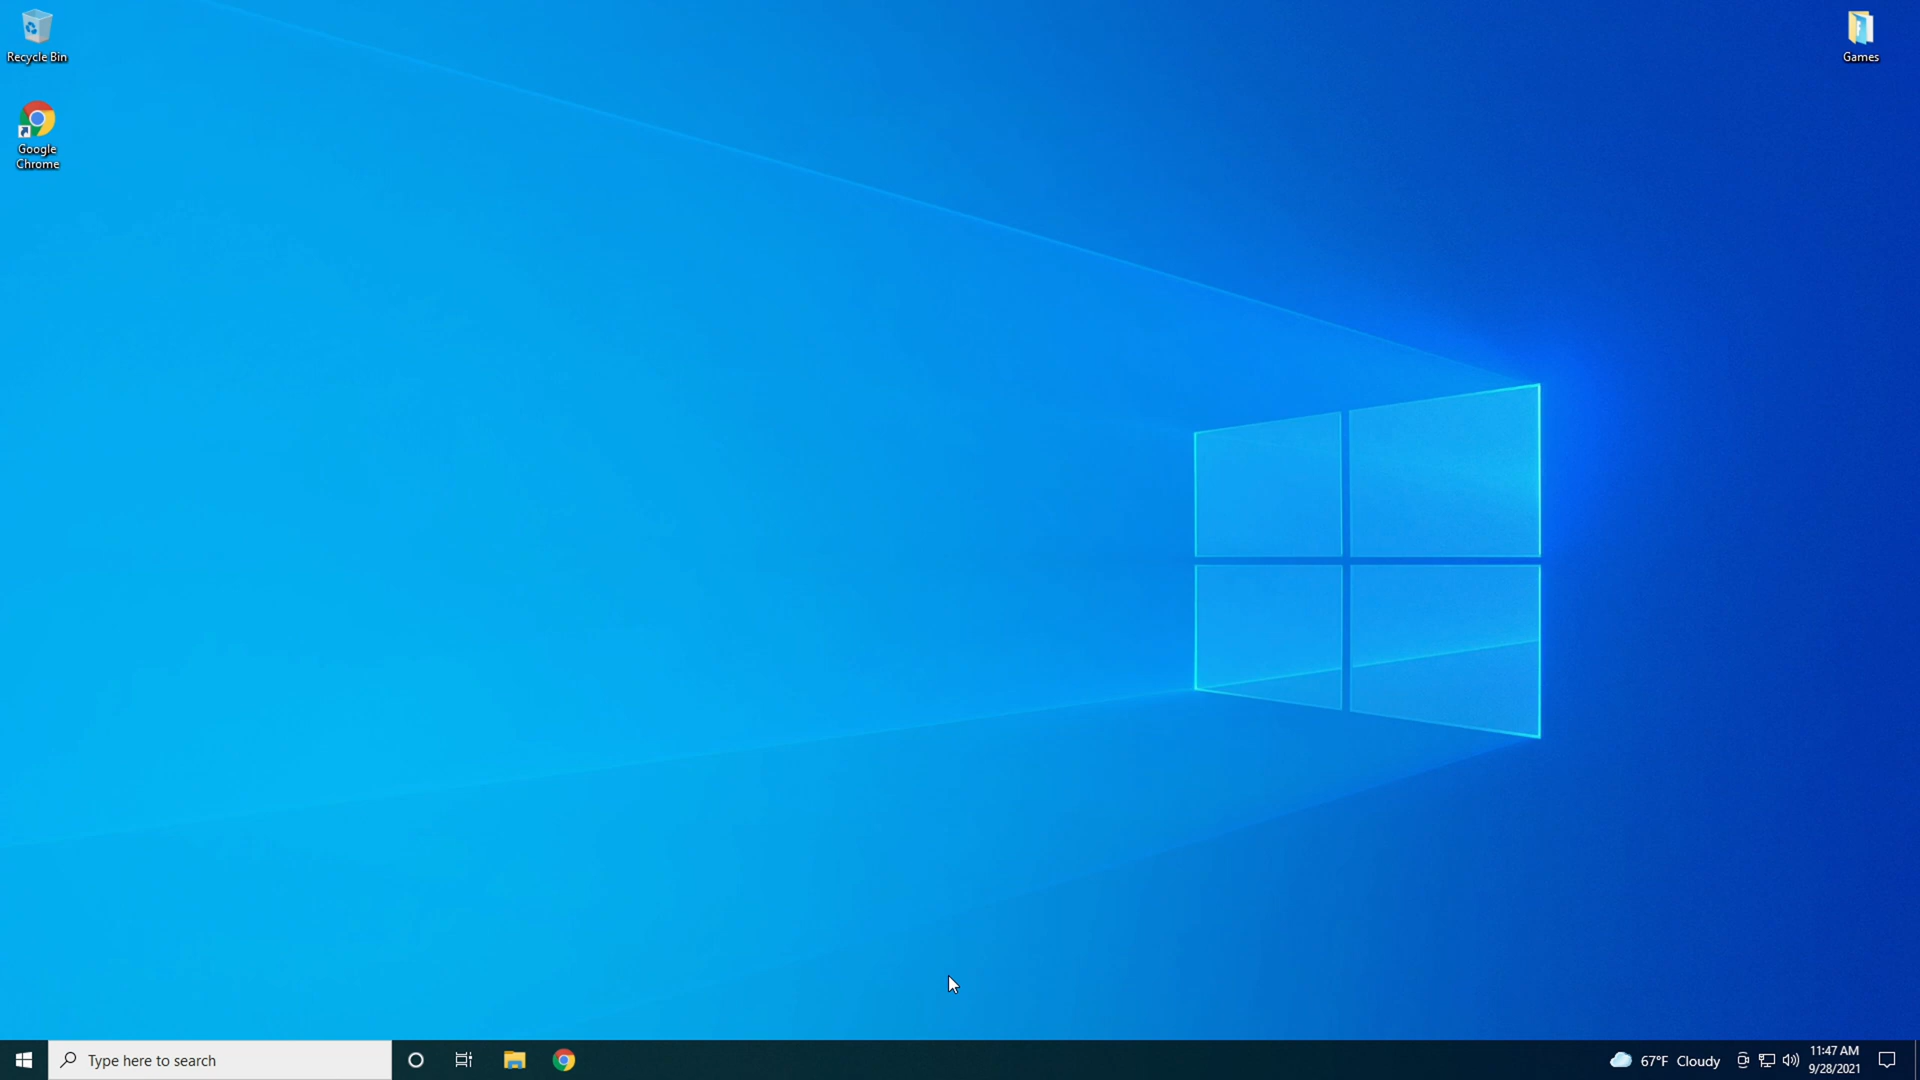 Recycle Bin
Games
Google
Chrome
Type here to search
67°F Cloudy
11:47 AM
9/28/2021